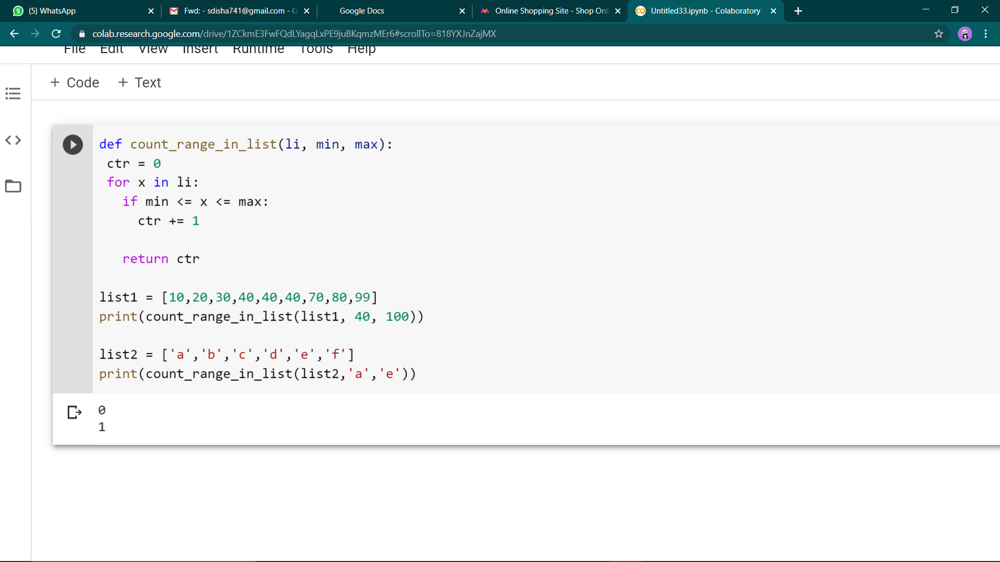 (5) WhatsApp
Fwd: - sdisha741@gmail.com - G
Google Docs
Online Shopping Site - Shop Onli
Untitled33.ipynb - Colaboratory
colab.research.google.com/drive/1ZCkmE3FwFQdLYagqLxPE9juBKqmzMEr6#scrollTo=818YXJnZajMX
File Edit View Insert Runtime Tools Help
+ Code + Text
def count_range_in_list(li, min, max):
 ctr = 0
 for x in li:
   if min <= x <= max:
     ctr += 1
   return ctr
list1 = [10,20,30,40,40,40,70,80,99]
print(count_range_in_list(list1, 40, 100))
list2 = ['a','b','c','d','e','f']
print(count_range_in_list(list2,'a','e'))
0
1